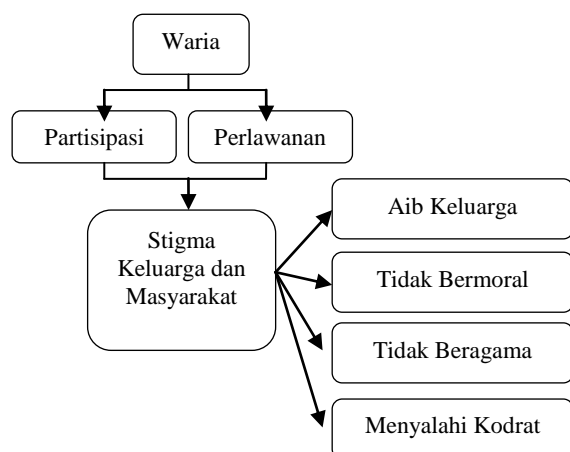 Waria
Partisipasi
Perlawanan
Stigma
Keluarga dan
Masyarakat
Aib Keluarga
Tidak Bermoral
Tidak Beragama
Menyalahi Kodrat